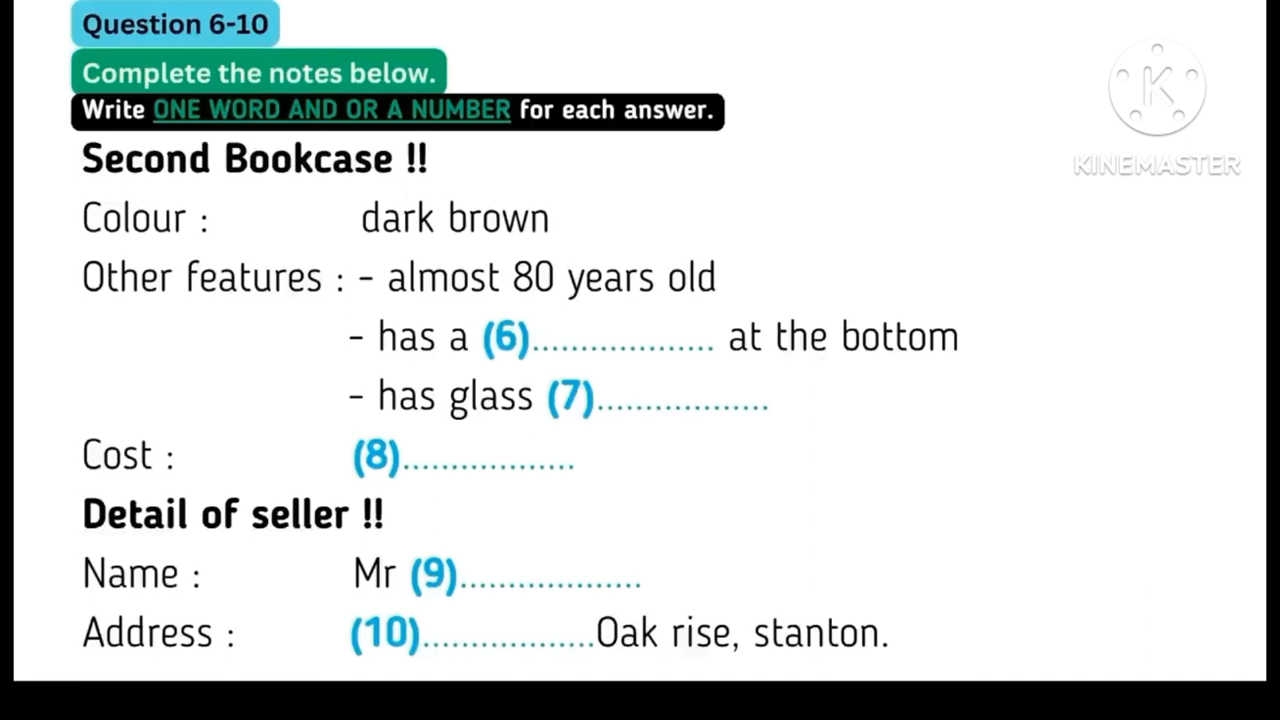 Question 6-10
Complete the notes below.
Write ONE WORD AND OR A NUMBER for each answer.
K
KINEMASTER
Second Bookcase !!
Colour : dark brown
Other features : - almost 80 years old
- has a (6).................. at the bottom
- has glass (7)..................
Cost : (8)..................
Detail of seller !!
Name : Mr (9)..................
Address : (10)..................Oak rise, stanton.